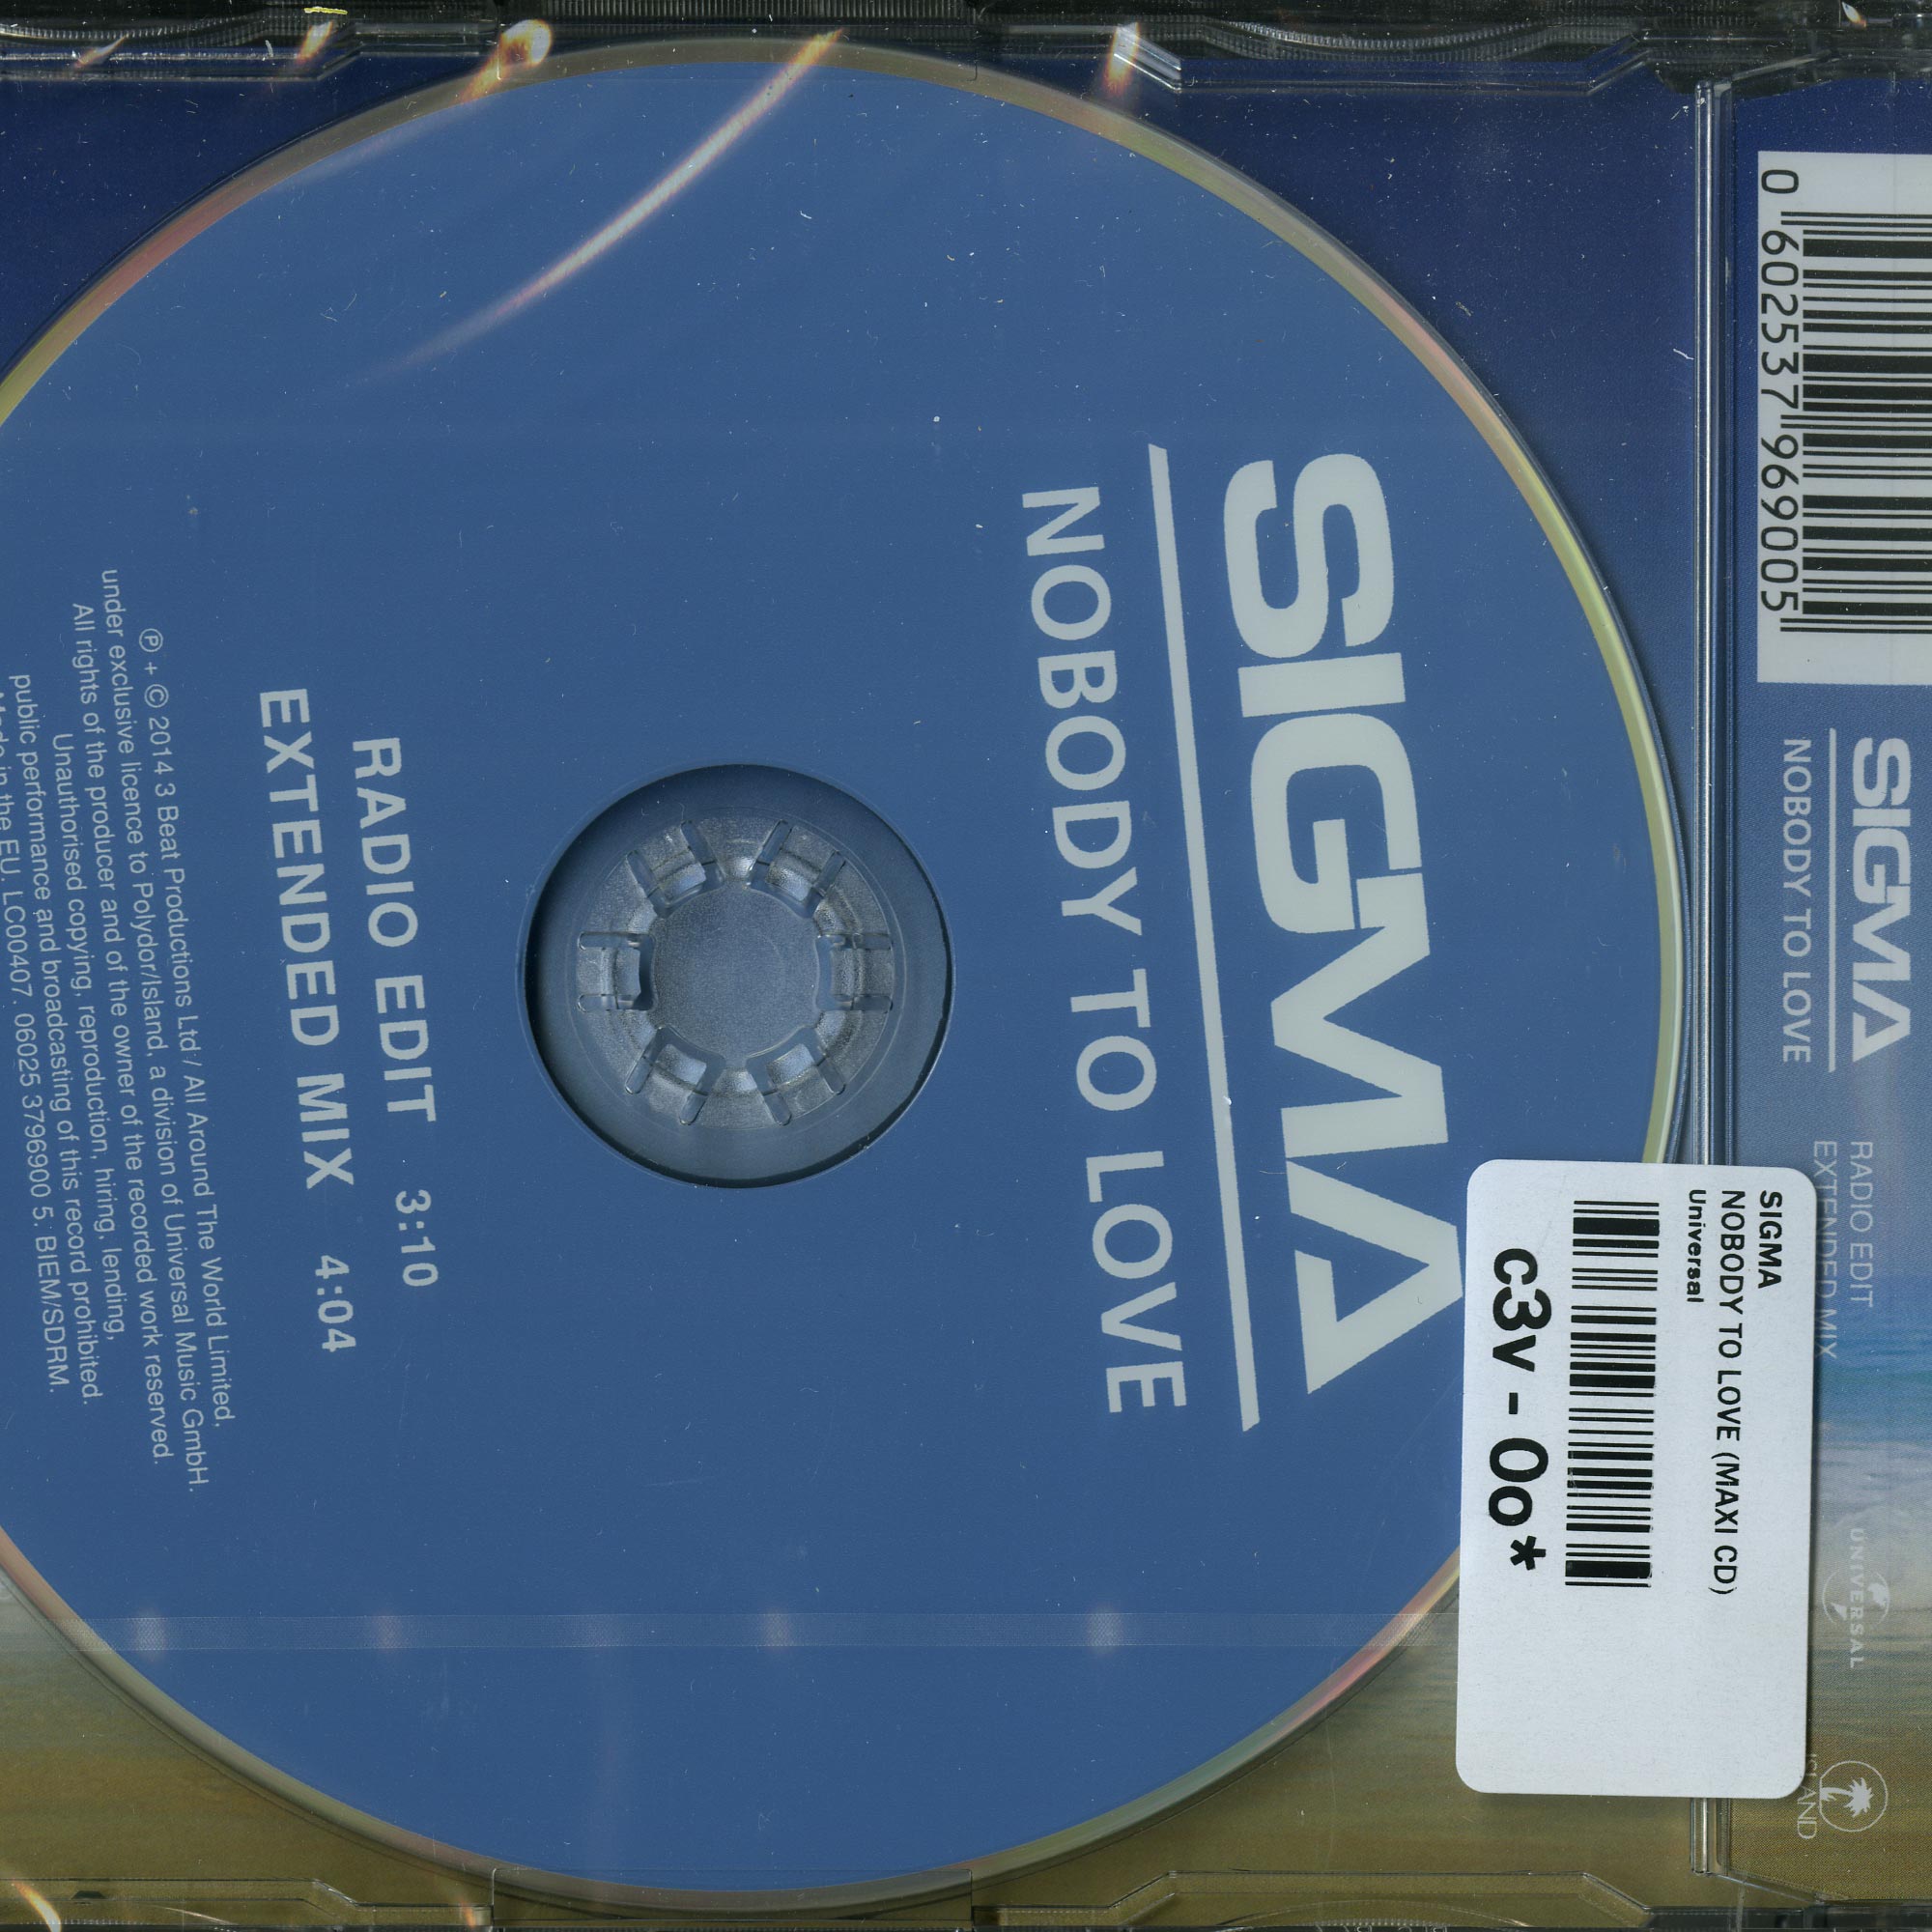 0 602537 969005
SIGMA
NOBODY TO LOVE
RADIO EDIT
EXTENDED MIX
UNIVERSAL
ISLAND
SIGMA
NOBODY TO LOVE (MAXI CD)
Universal
c3v - 0o*
SIGMA
NOBODY TO LOVE
RADIO EDIT 3:10
EXTENDED MIX 4:04
℗ + © 2014 3 Beat Productions Ltd / All Around The World Limited,
under exclusive licence to Polydor/Island, a division of Universal Music GmbH.
All rights of the producer and of the owner of the recorded work reserved.
Unauthorised copying, reproduction, hiring, lending,
public performance and broadcasting of this record prohibited.
Made in the EU. LC00407. 06025 3796900 5. BIEM/SDRM.